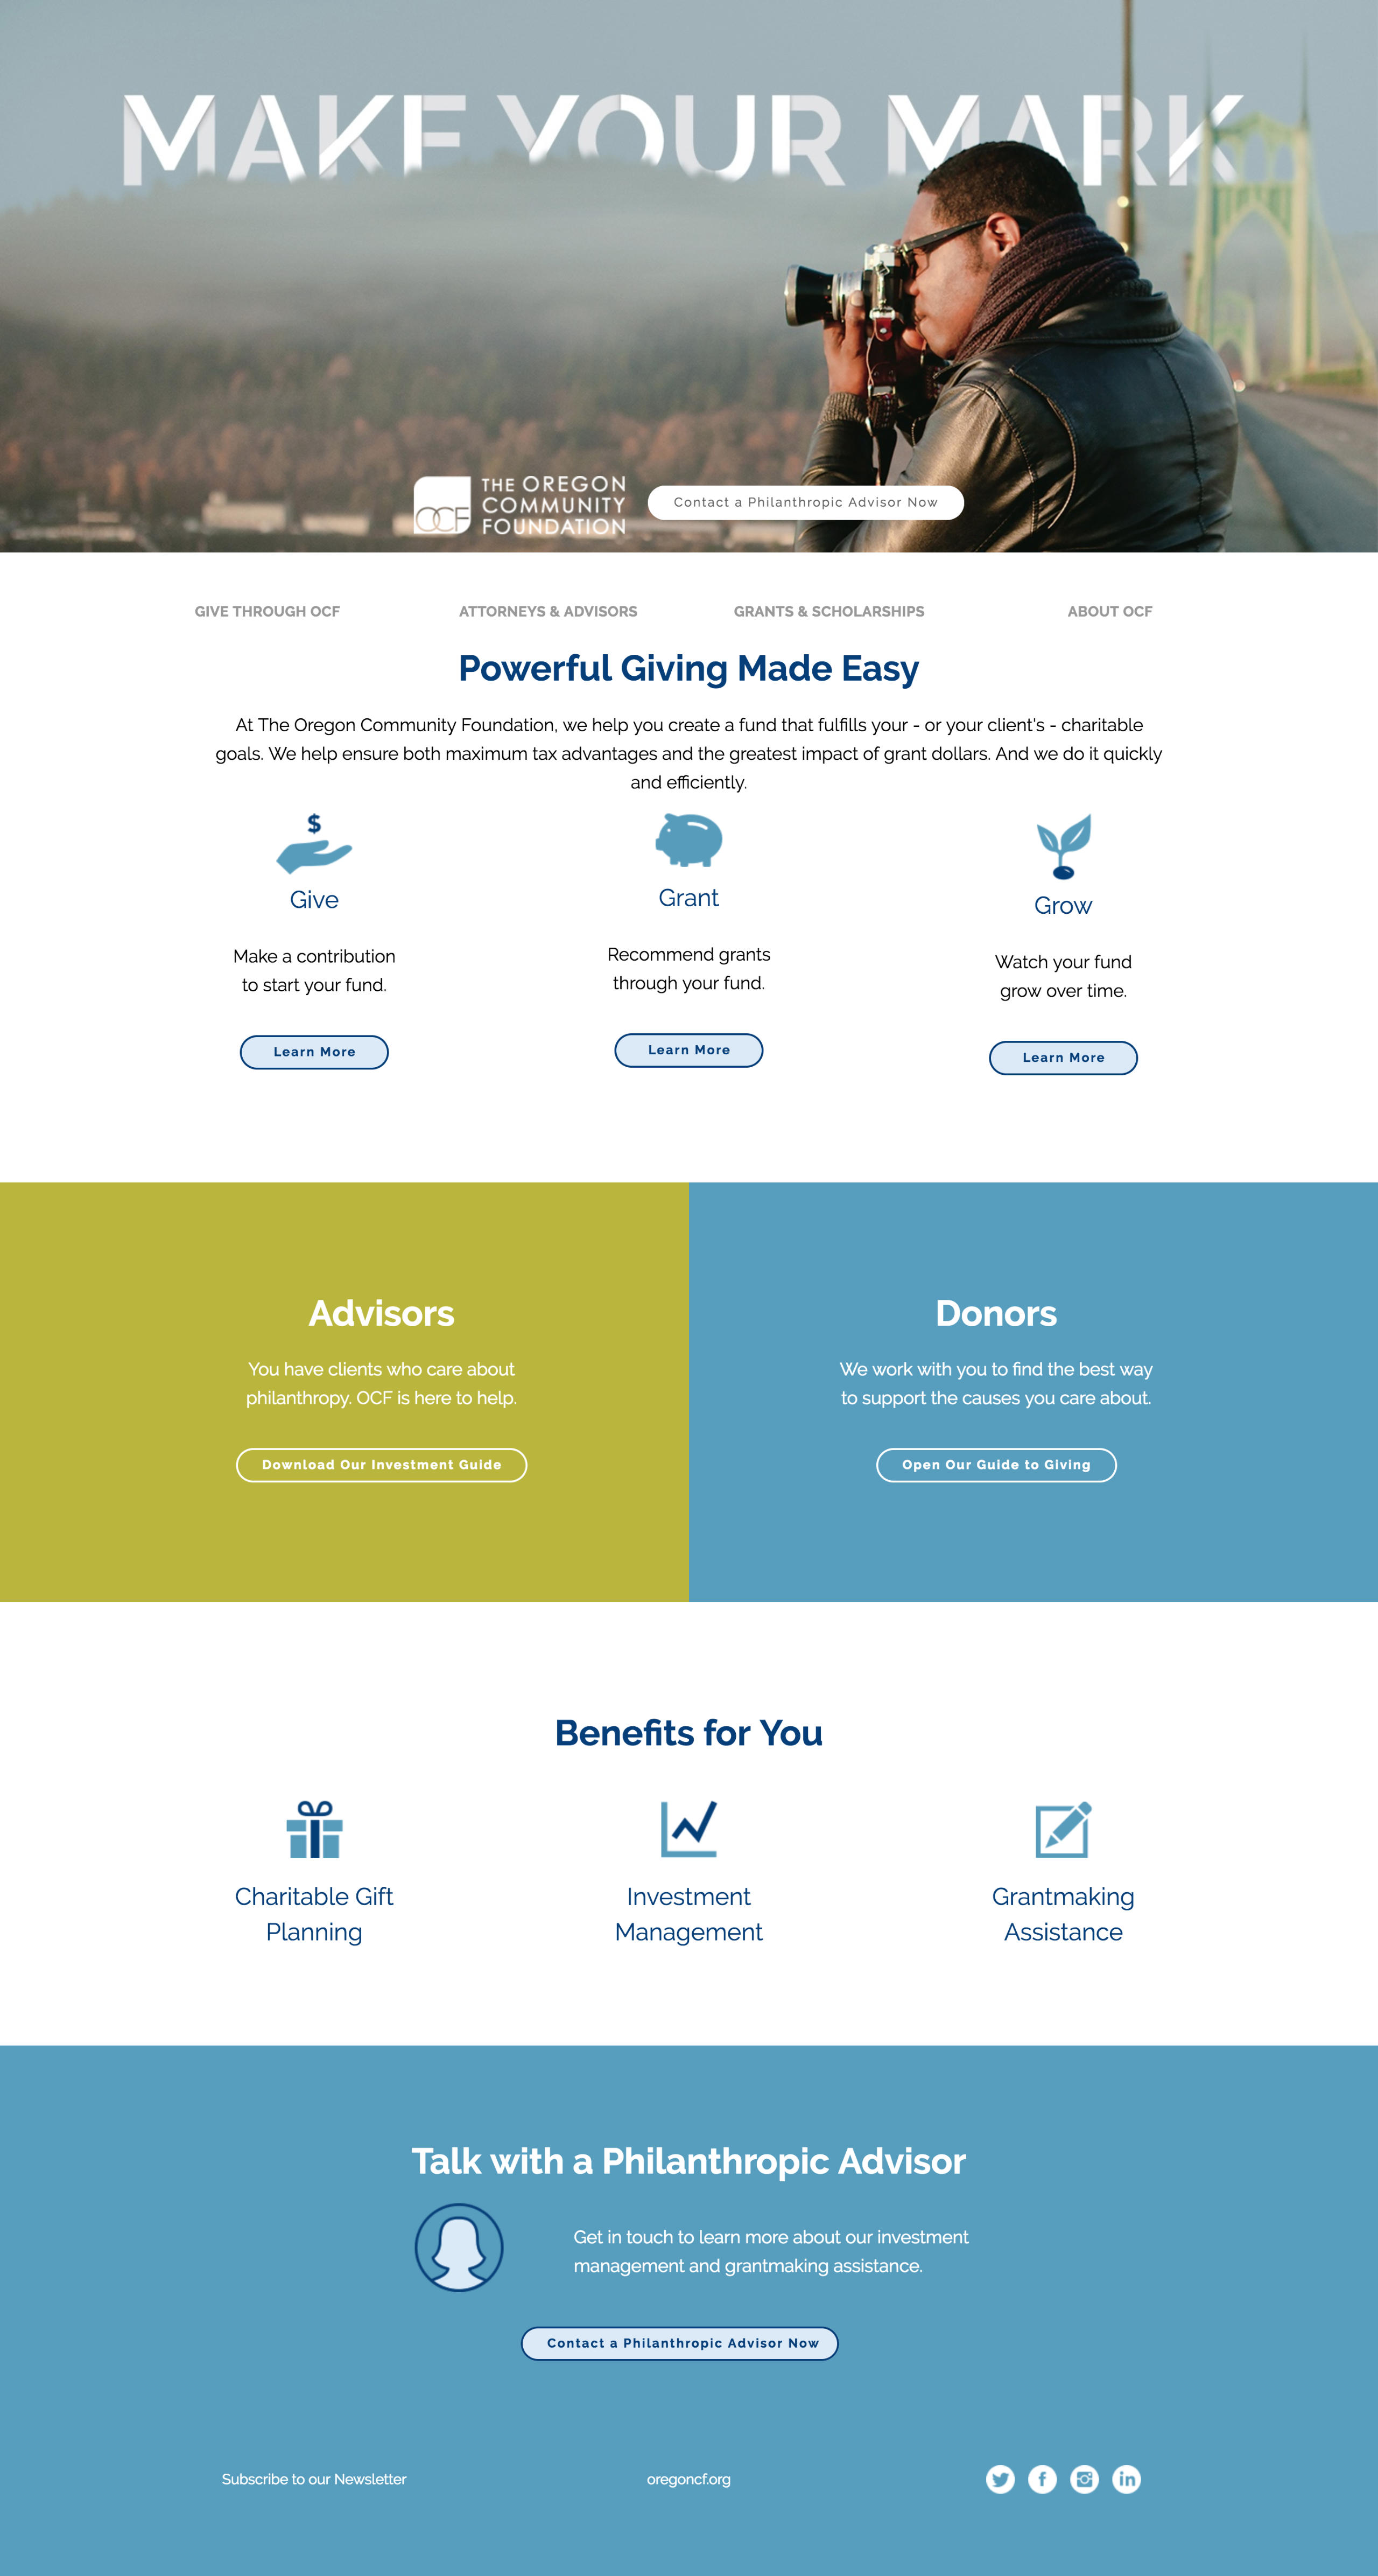 MAKE YOUR MARK
OCF
THE OREGON
COMMUNITY
FOUNDATION
Contact a Philanthropic Advisor Now
GIVE THROUGH OCF
ATTORNEYS & ADVISORS
GRANTS & SCHOLARSHIPS
ABOUT OCF
Powerful Giving Made Easy
At The Oregon Community Foundation, we help you create a fund that fulfills your - or your client's - charitable
goals. We help ensure both maximum tax advantages and the greatest impact of grant dollars. And we do it quickly
and efficiently.
$
Give
Make a contribution
to start your fund.
Learn More
Grant
Recommend grants
through your fund.
Learn More
Grow
Watch your fund
grow over time.
Learn More
Advisors
You have clients who care about
philanthropy. OCF is here to help.
Download Our Investment Guide
Donors
We work with you to find the best way
to support the causes you care about.
Open Our Guide to Giving
Benefits for You
Charitable Gift
Planning
Investment
Management
Grantmaking
Assistance
Talk with a Philanthropic Advisor
Get in touch to learn more about our investment
management and grantmaking assistance.
Contact a Philanthropic Advisor Now
Subscribe to our Newsletter
oregoncf.org
f
in